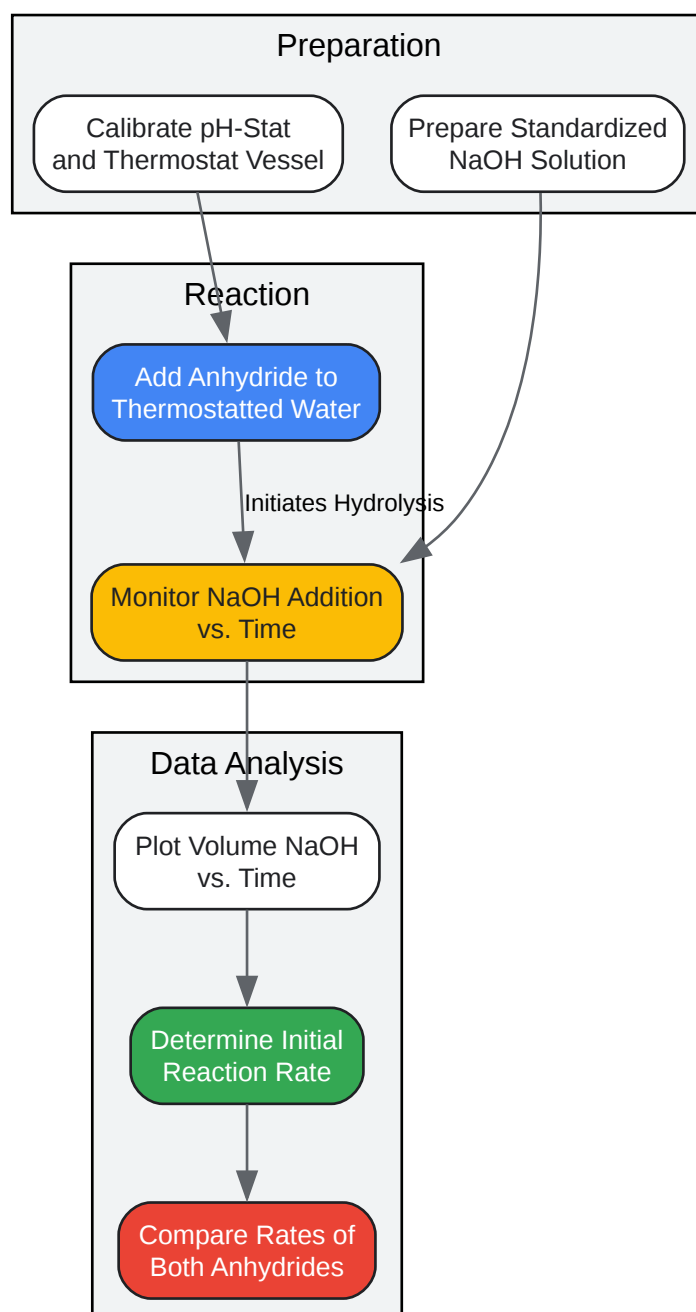 Preparation
Calibrate pH-Stat
and Thermostat Vessel
Prepare Standardized
NaOH Solution
Reaction
Add Anhydride to
Thermostatted Water
Initiates Hydrolysis
Monitor NaOH Addition
vs. Time
Data Analysis
Plot Volume NaOH
vs. Time
Determine Initial
Reaction Rate
Compare Rates of
Both Anhydrides